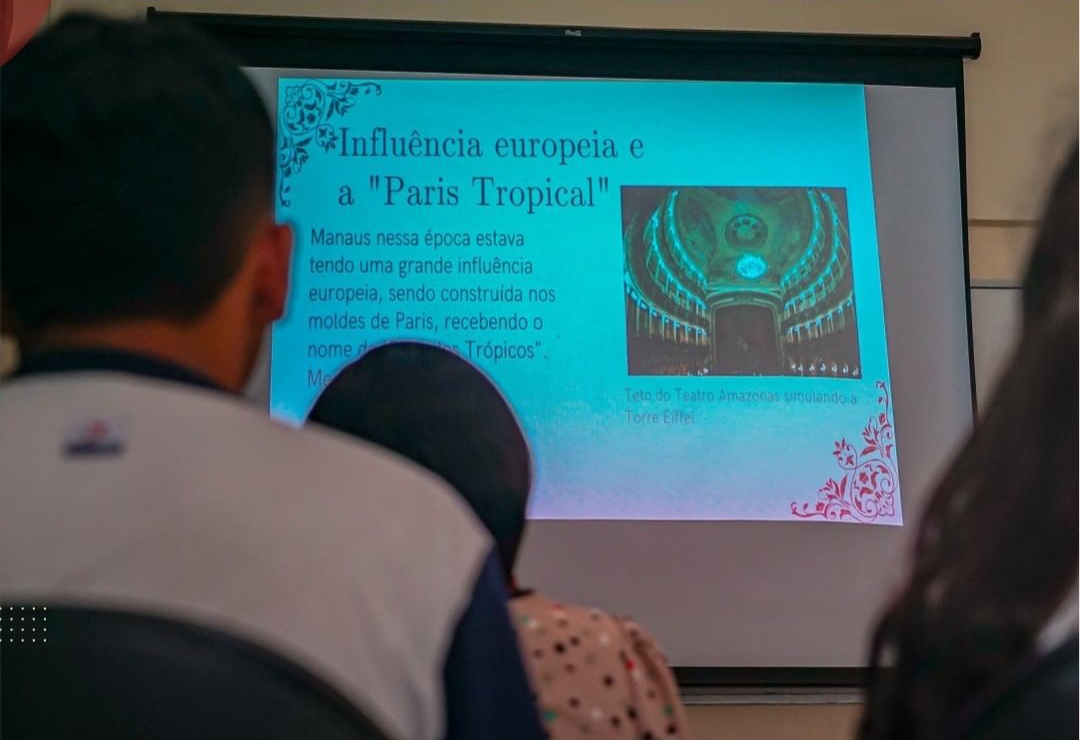 Influência europeia e
a "Paris Tropical"
Manaus nessa época estava
tendo uma grande influência
europeia, sendo construída nos
moldes de Paris, recebendo o
nome Trópicos".
Teto do Teatro Amazonas simulando a
Torre Eiffel